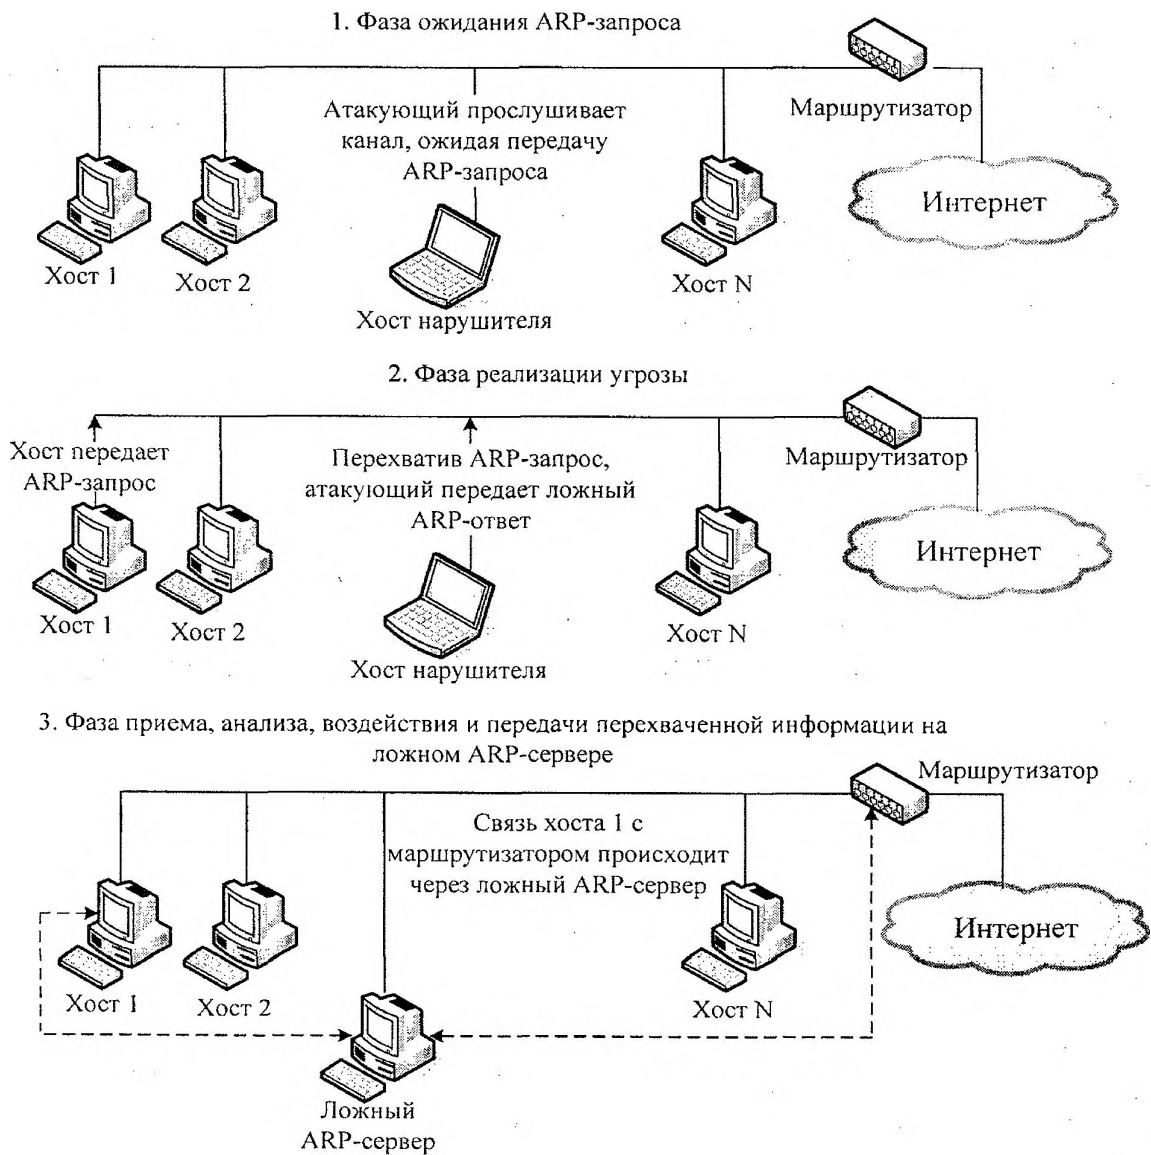 1. Фаза ожидания ARP-запроса
Маршрутизатор
Атакующий прослушивает
канал, ожидая передачу
ARP-запроса
Интернет
Хост 1
Хост 2
Хост N
Хост нарушителя
2. Фаза реализации угрозы
Хост передает
ARP-запрос
Перехватив ARP-запрос,
атакующий передает ложный
ARP-ответ
Маршрутизатор
Интернет
Хост 1
Хост 2
Хост N
Хост нарушителя
3. Фаза приема, анализа, воздействия и передачи перехваченной информации на
ложном ARP-сервере
Маршрутизатор
Связь хоста 1 с
маршрутизатором происходит
через ложный ARP-сервер
Интернет
Хост 1
Хост 2
Хост N
Ложный
ARP-сервер